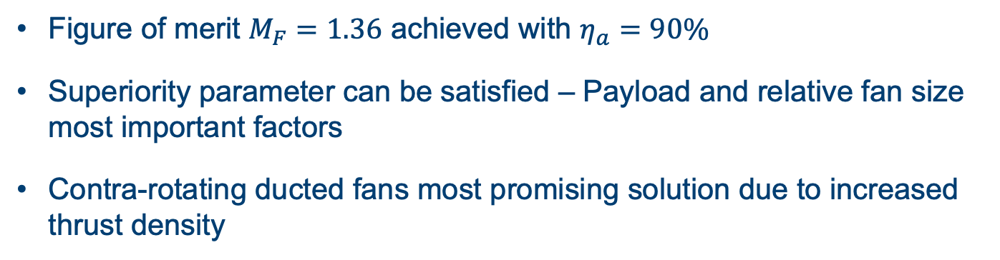 • Figure of merit M_F = 1.36 achieved with η_a = 90%
• Superiority parameter can be satisfied – Payload and relative fan size
most important factors
• Contra-rotating ducted fans most promising solution due to increased
thrust density